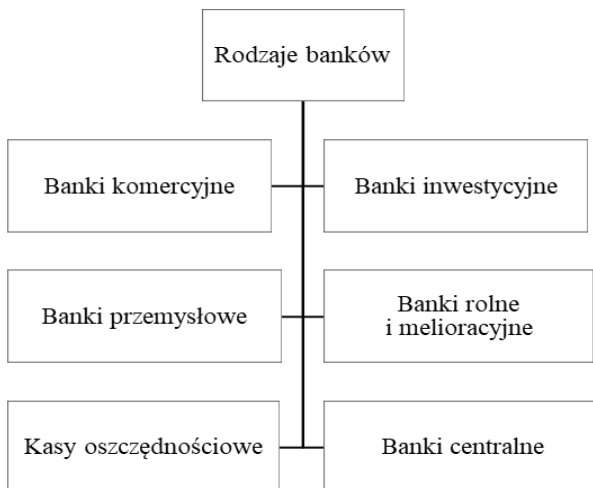 Rodzaje banków
Banki komercyjne
Banki inwestycyjne
Banki przemysłowe
Banki rolne
i melioracyjne
Kasy oszczędnościowe
Banki centralne